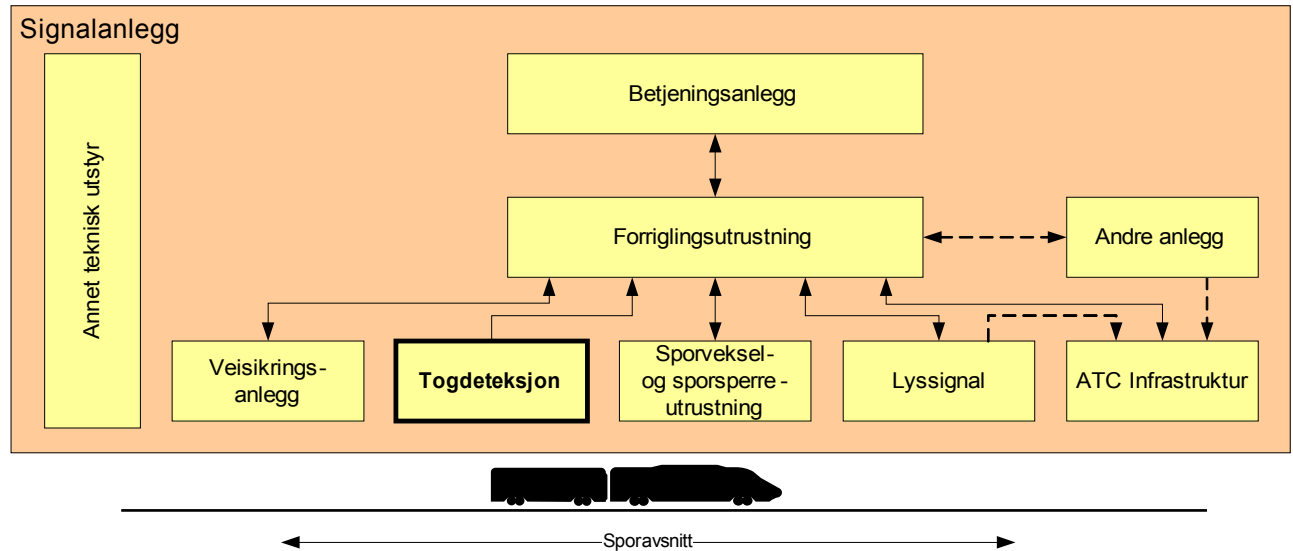 Signalanlegg
Annet teknisk utstyr
Betjeningsanlegg
Forriglingsutrustning
Andre anlegg
Veisikrings-
anlegg
Togdeteksjon
Sporveksel-
og sporsperre -
utrustning
Lyssignal
ATC Infrastruktur
Sporavsnitt